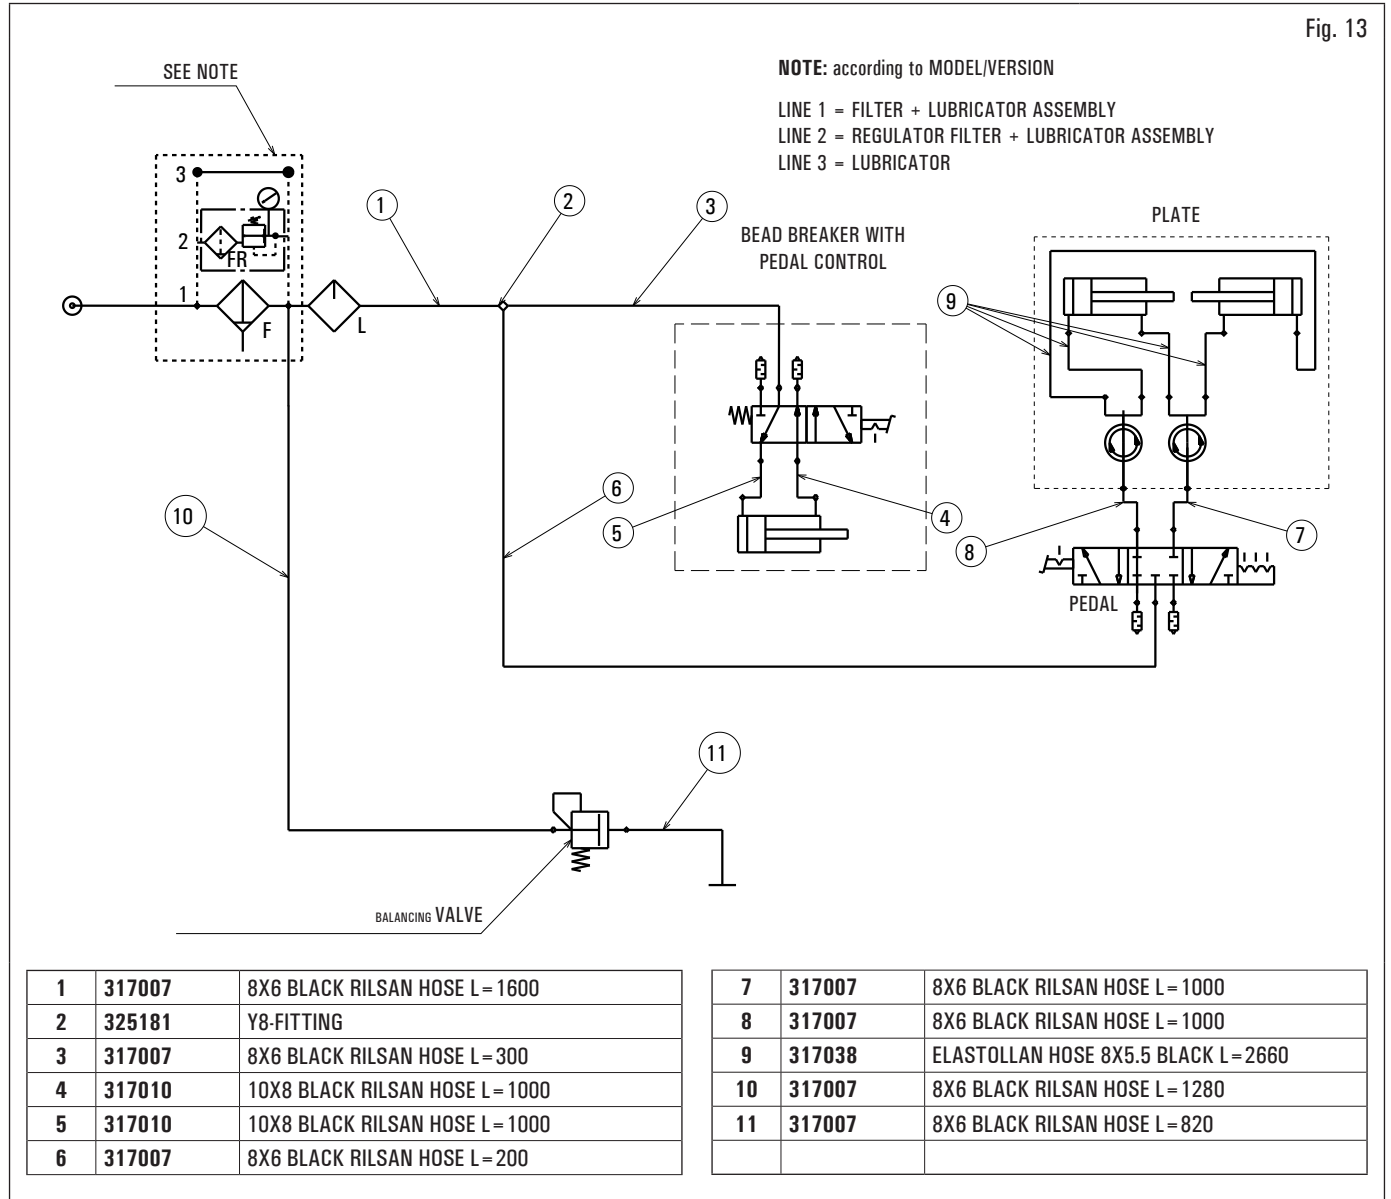 Fig. 13
SEE NOTE
NOTE: according to MODEL/VERSION
LINE 1 = FILTER + LUBRICATOR ASSEMBLY
LINE 2 = REGULATOR FILTER + LUBRICATOR ASSEMBLY
LINE 3 = LUBRICATOR
3
2
FR
1
F
L
1
2
3
BEAD BREAKER WITH
PEDAL CONTROL
PLATE
9
6
5
4
8
7
PEDAL
10
11
BALANCING VALVE
1 317007 8X6 BLACK RILSAN HOSE L=1600
2 325181 Y8-FITTING
3 317007 8X6 BLACK RILSAN HOSE L=300
4 317010 10X8 BLACK RILSAN HOSE L=1000
5 317010 10X8 BLACK RILSAN HOSE L=1000
6 317007 8X6 BLACK RILSAN HOSE L=200
7 317007 8X6 BLACK RILSAN HOSE L=1000
8 317007 8X6 BLACK RILSAN HOSE L=1000
9 317038 ELASTOLLAN HOSE 8X5.5 BLACK L=2660
10 317007 8X6 BLACK RILSAN HOSE L=1280
11 317007 8X6 BLACK RILSAN HOSE L=820